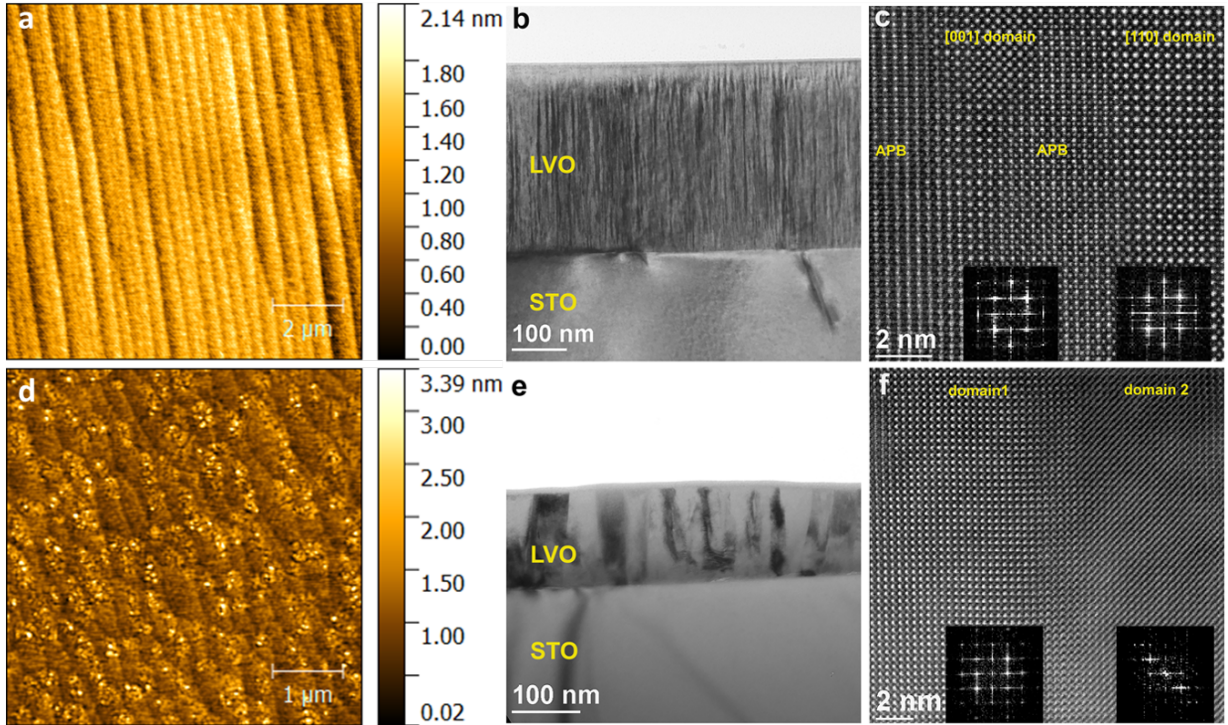 a
2.14 nm
1.80
1.60
1.40
1.20
1.00
0.80
0.60
0.40
0.00
2 µm
b
LVO
STO
100 nm
c
[001] domain
[1̄10] domain
APB
APB
2 nm
d
3.39 nm
3.00
2.50
2.00
1.50
1.00
0.02
1 µm
e
LVO
STO
100 nm
f
domain1
domain 2
2 nm